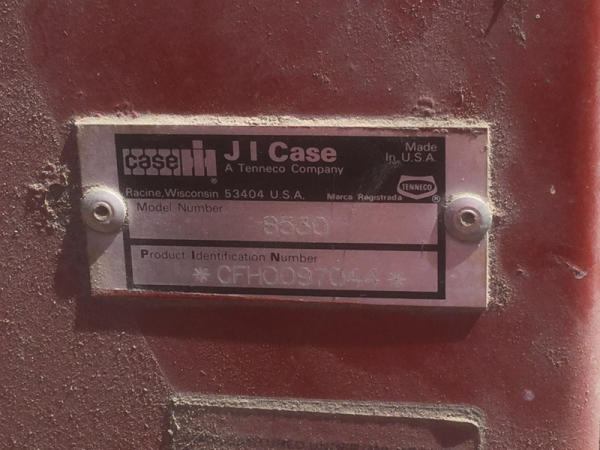 case IH
®
J I Case
A Tenneco Company
Made
In U.S.A.
Racine, Wisconsin 53404 U.S.A.
Marca Registrada
TENNECO
®
Model Number
8530
Product Identification Number
* CFH0097044 *